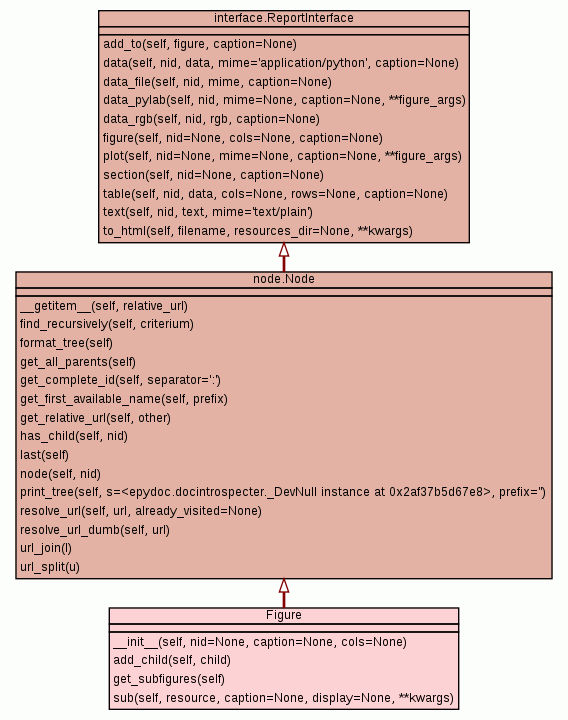 interface.ReportInterface
add_to(self, figure, caption=None)
data(self, nid, data, mime='application/python', caption=None)
data_file(self, nid, mime, caption=None)
data_pylab(self, nid, mime=None, caption=None, **figure_args)
data_rgb(self, nid, rgb, caption=None)
figure(self, nid=None, cols=None, caption=None)
plot(self, nid=None, mime=None, caption=None, **figure_args)
section(self, nid=None, caption=None)
table(self, nid, data, cols=None, rows=None, caption=None)
text(self, nid, text, mime='text/plain')
to_html(self, filename, resources_dir=None, **kwargs)
node.Node
__getitem__(self, relative_url)
find_recursively(self, criterium)
format_tree(self)
get_all_parents(self)
get_complete_id(self, separator=':')
get_first_available_name(self, prefix)
get_relative_url(self, other)
has_child(self, nid)
last(self)
node(self, nid)
print_tree(self, s=<epydoc.docintrospecter._DevNull instance at 0x2af37b5d67e8>, prefix='')
resolve_url(self, url, already_visited=None)
resolve_url_dumb(self, url)
url_join(l)
url_split(u)
Figure
__init__(self, nid=None, caption=None, cols=None)
add_child(self, child)
get_subfigures(self)
sub(self, resource, caption=None, display=None, **kwargs)